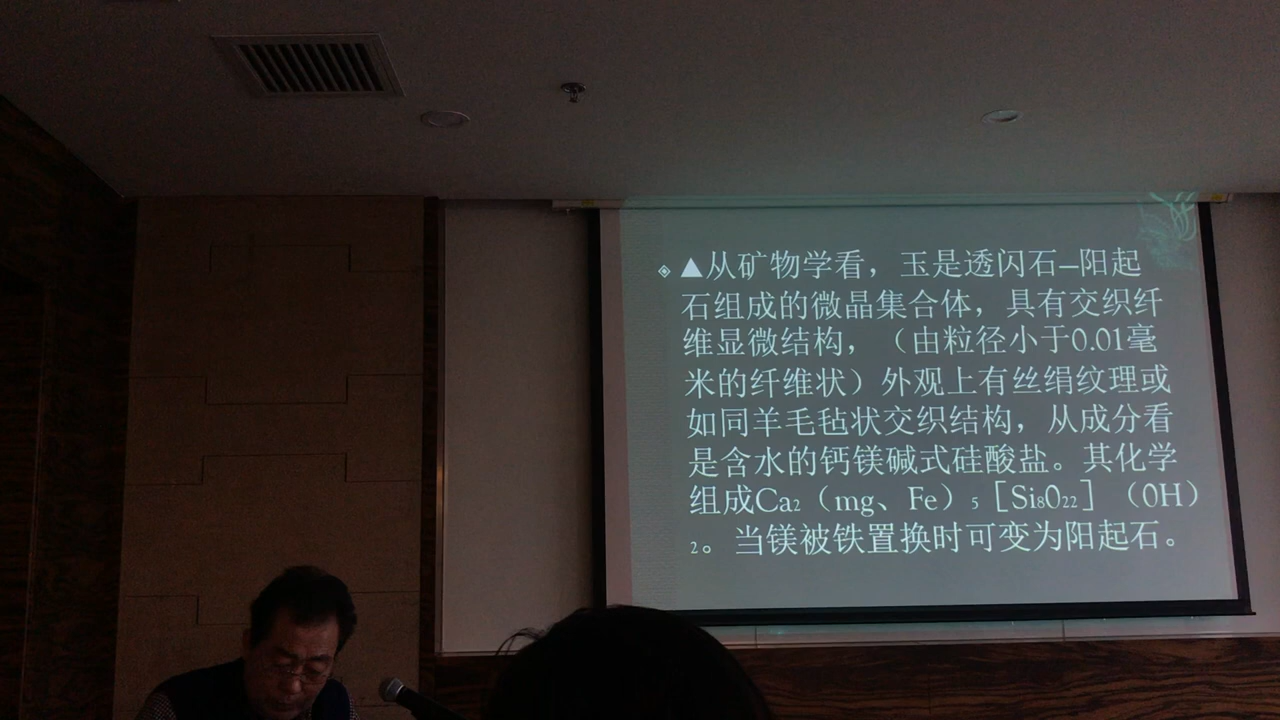 ▲从矿物学看，玉是透闪石—阳起
石组成的微晶集合体，具有交织纤
维显微结构，（由粒径小于0.01毫
米的纤维状）外观上有丝绢纹理或
如同羊毛毡状交织结构，从成分看
是含水的钙镁碱式硅酸盐。其化学
组成Ca₂（mg、Fe）₅［Si₈O₂₂］（OH）
₂。当镁被铁置换时可变为阳起石。